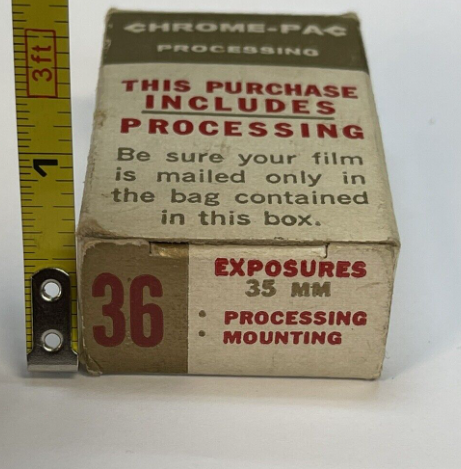 CHROME-PAC
PROCESSING
THIS PURCHASE
INCLUDES
PROCESSING
Be sure your film
is mailed only in
the bag contained
in this box.
36
EXPOSURES
35 MM
• PROCESSING
• MOUNTING
3ft
1